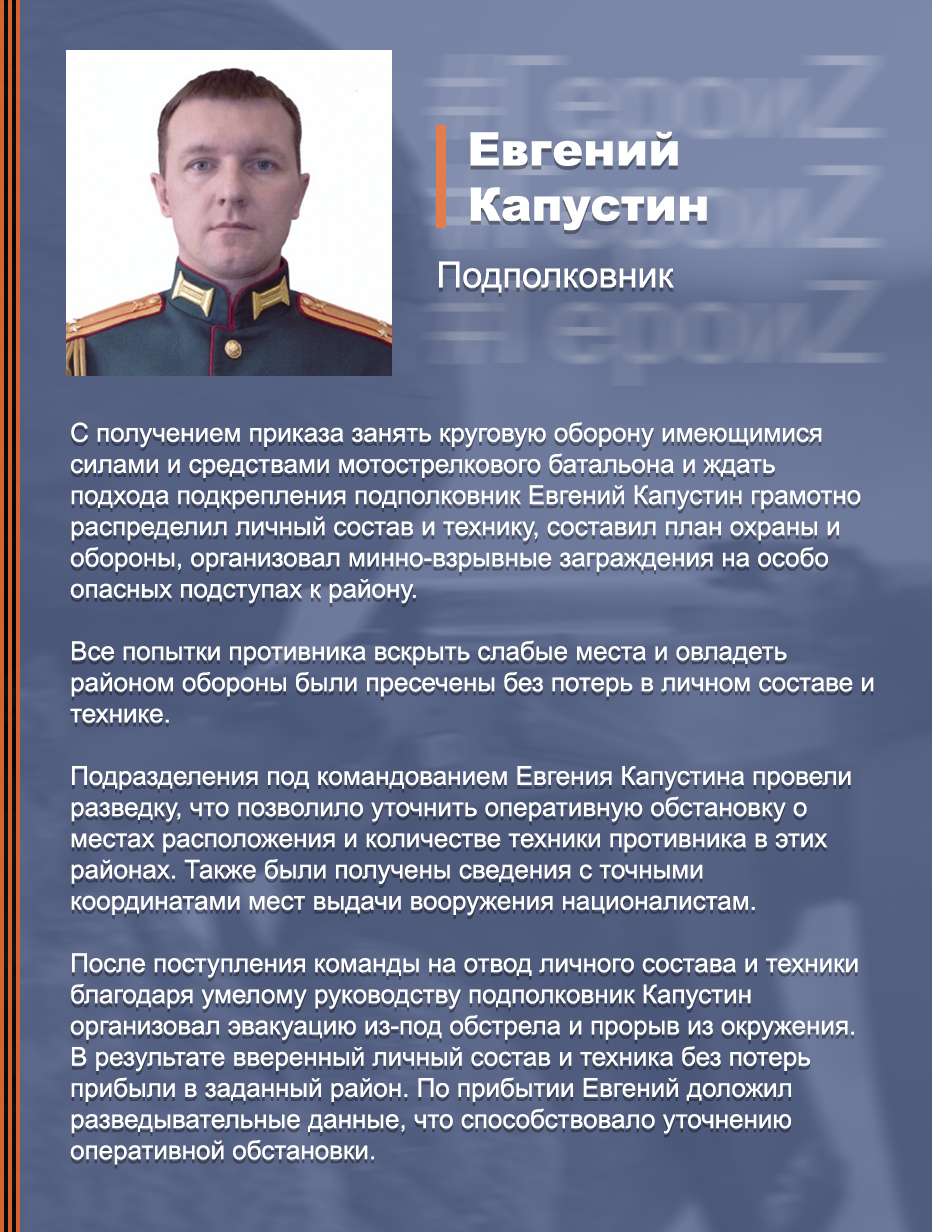 #ГероиZ
#ГероиZ
#ГероиZ
Евгений
Капустин
Подполковник
С получением приказа занять круговую оборону имеющимися
силами и средствами мотострелкового батальона и ждать
подхода подкрепления подполковник Евгений Капустин грамотно
распределил личный состав и технику, составил план охраны и
обороны, организовал минно-взрывные заграждения на особо
опасных подступах к району.
Все попытки противника вскрыть слабые места и овладеть
районом обороны были пресечены без потерь в личном составе и
технике.
Подразделения под командованием Евгения Капустина провели
разведку, что позволило уточнить оперативную обстановку о
местах расположения и количестве техники противника в этих
районах. Также были получены сведения с точными
координатами мест выдачи вооружения националистам.
После поступления команды на отвод личного состава и техники
благодаря умелому руководству подполковник Капустин
организовал эвакуацию из-под обстрела и прорыв из окружения.
В результате вверенный личный состав и техника без потерь
прибыли в заданный район. По прибытии Евгений доложил
разведывательные данные, что способствовало уточнению
оперативной обстановки.